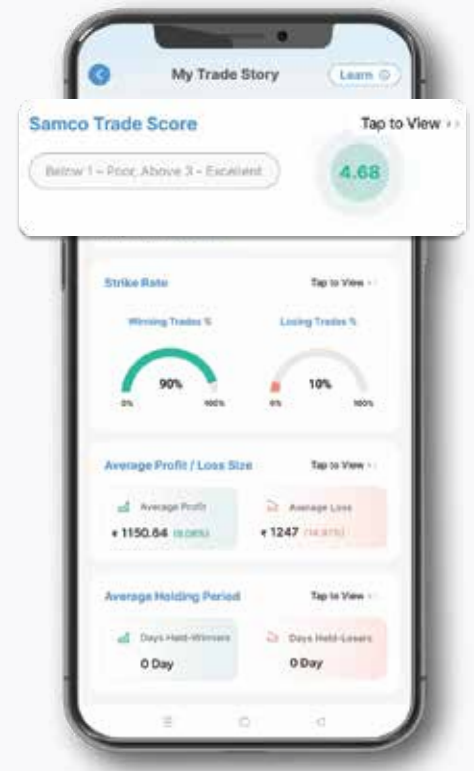 My Trade Story
Learn
Samco Trade Score
Tap to View
Below 1 - Poor, Above 3 - Excellent
4.68
Strike Rate
Tap to View
Winning Trades %
Losing Trades %
90%
10%
0%
100%
0%
100%
Average Profit / Loss Size
Tap to View
Average Profit
Average Loss
₹ 1150.64
₹ 1247
Average Holding Period
Tap to View
Days Held-Winners
Days Held-Losers
0 Day
0 Day